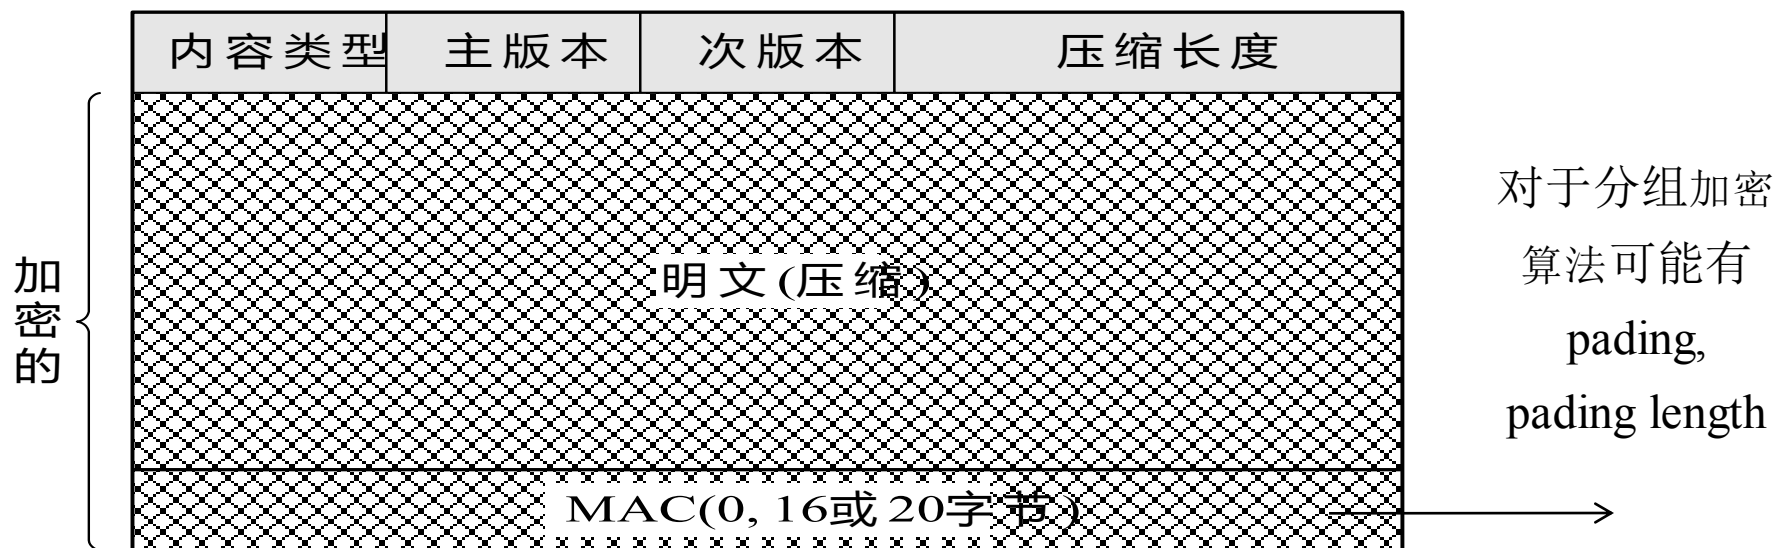 内容类型 主版本 次版本 压缩长度
加密的
明文(压缩)
MAC(0, 16或20字节)
对于分组加密
算法可能有
pading,
pading length